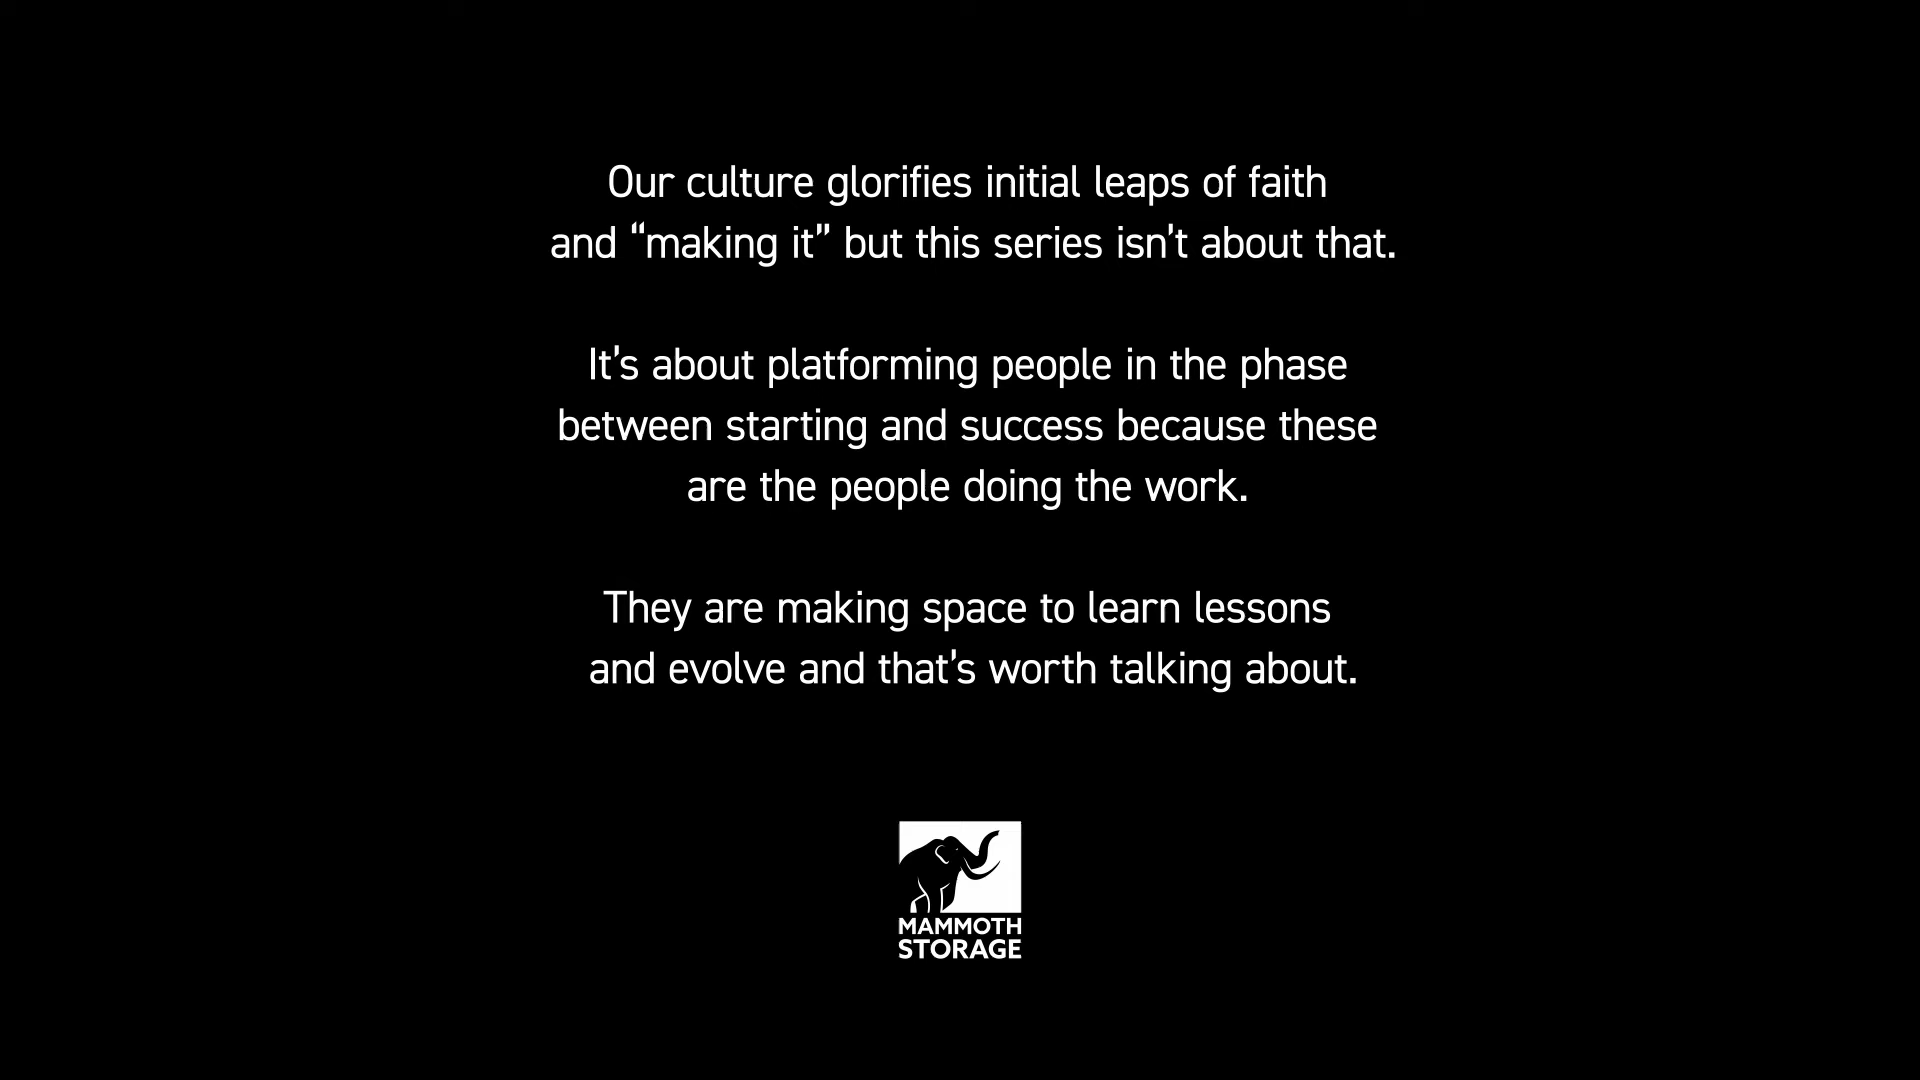 Our culture glorifies initial leaps of faith
and “making it” but this series isn’t about that.
It’s about platforming people in the phase
between starting and success because these
are the people doing the work.
They are making space to learn lessons
and evolve and that’s worth talking about.
MAMMOTH
STORAGE